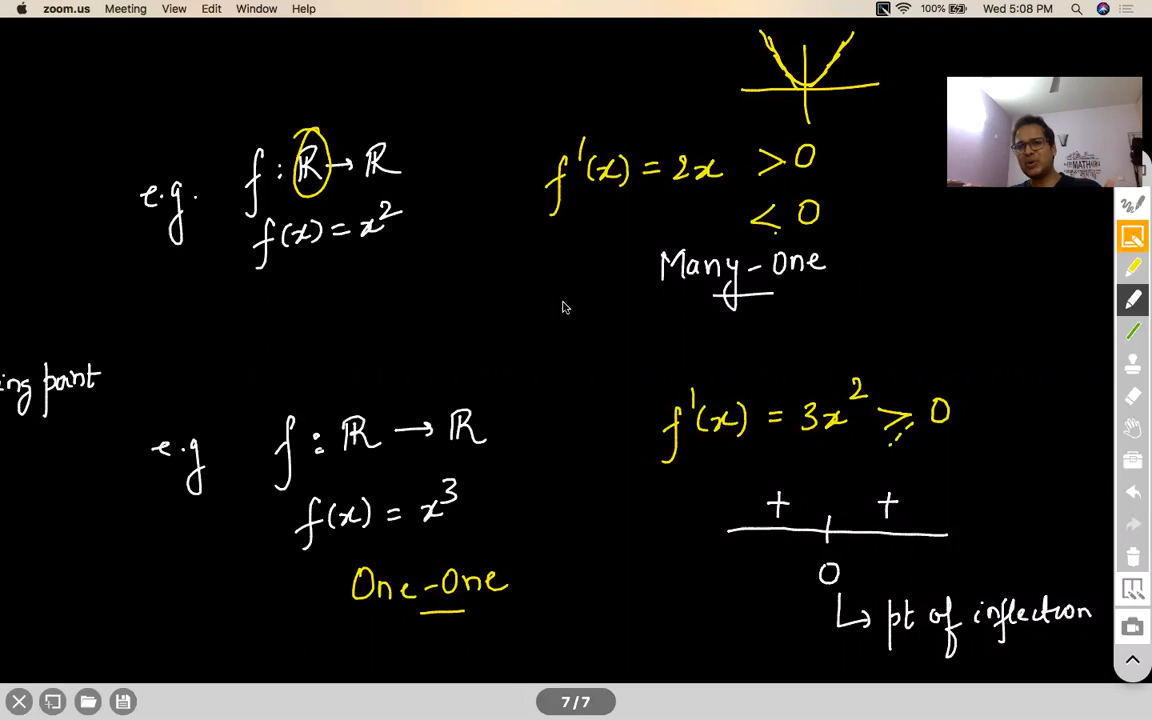 zoom.us Meeting View Edit Window Help 100% Wed 5:08 PM
e.g. f : ℝ → ℝ
f(x) = x²
f'(x) = 2x > 0
< 0
Many-One
MATH
ing point
e.g f : ℝ → ℝ
f(x) = x³
One-One
f'(x) = 3x² ≥ 0
+ +
0
↳ pt of inflection
7/7